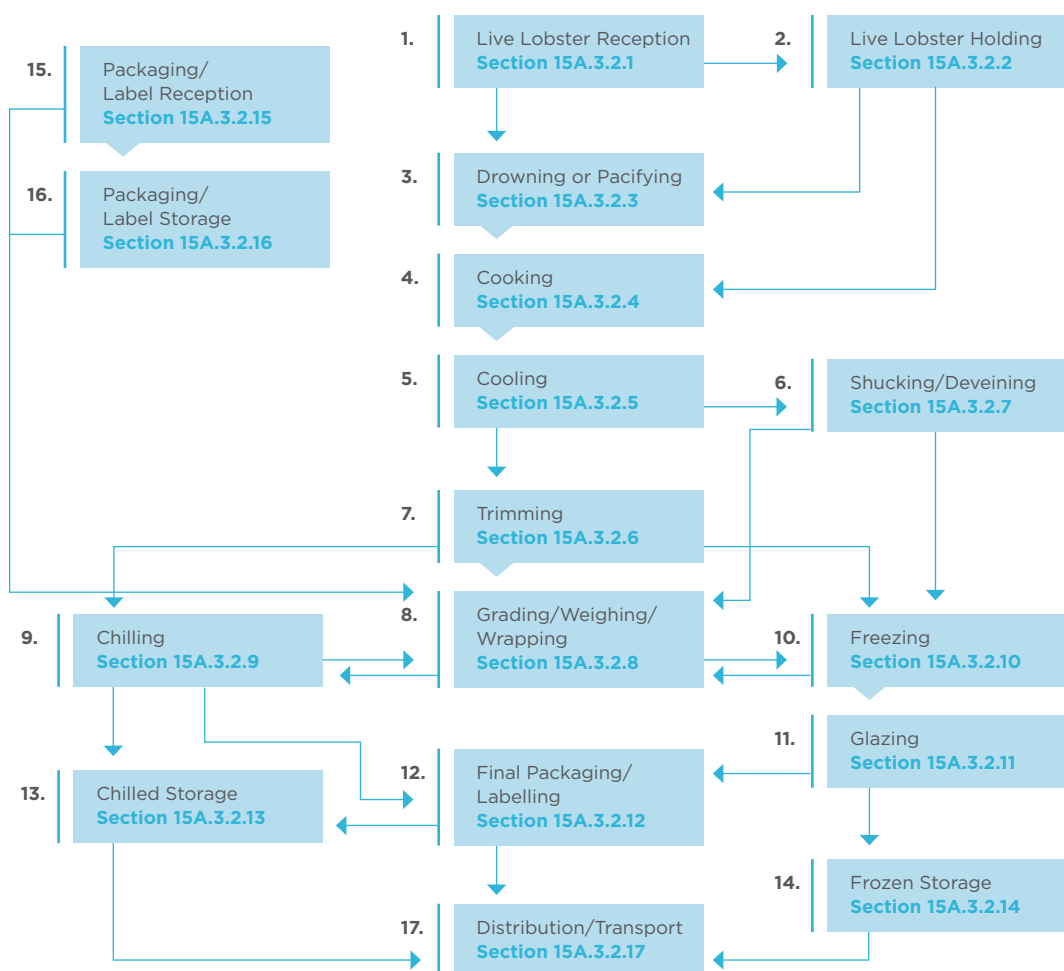 1.
Live Lobster Reception
Section 15A.3.2.1
2.
Live Lobster Holding
Section 15A.3.2.2
15.
Packaging/
Label Reception
Section 15A.3.2.15
3.
Drowning or Pacifying
Section 15A.3.2.3
16.
Packaging/
Label Storage
Section 15A.3.2.16
4.
Cooking
Section 15A.3.2.4
5.
Cooling
Section 15A.3.2.5
6.
Shucking/Deveining
Section 15A.3.2.7
7.
Trimming
Section 15A.3.2.6
8.
Grading/Weighing/
Wrapping
Section 15A.3.2.8
9.
Chilling
Section 15A.3.2.9
10.
Freezing
Section 15A.3.2.10
11.
Glazing
Section 15A.3.2.11
12.
Final Packaging/
Labelling
Section 15A.3.2.12
13.
Chilled Storage
Section 15A.3.2.13
14.
Frozen Storage
Section 15A.3.2.14
17.
Distribution/Transport
Section 15A.3.2.17